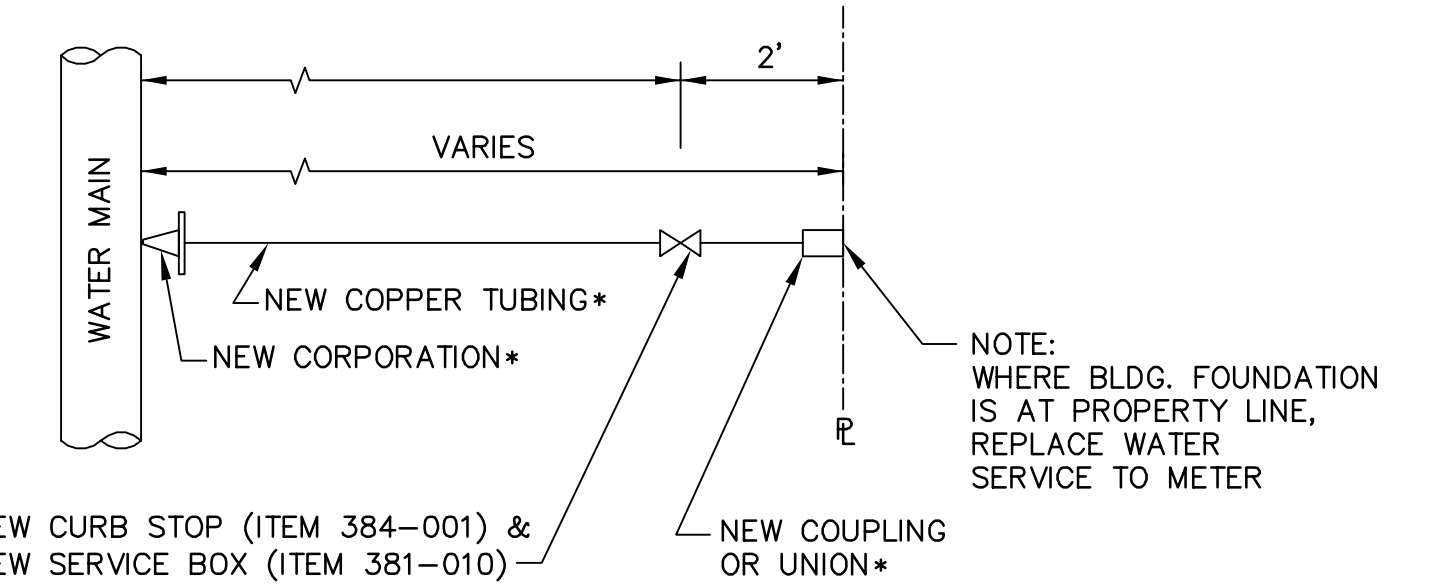 2'
VARIES
WATER MAIN
NEW COPPER TUBING*
NEW CORPORATION*
NOTE:
WHERE BLDG. FOUNDATION
IS AT PROPERTY LINE,
REPLACE WATER
SERVICE TO METER
PL
EW CURB STOP (ITEM 384-001) &
EW SERVICE BOX (ITEM 381-010)
NEW COUPLING
OR UNION*